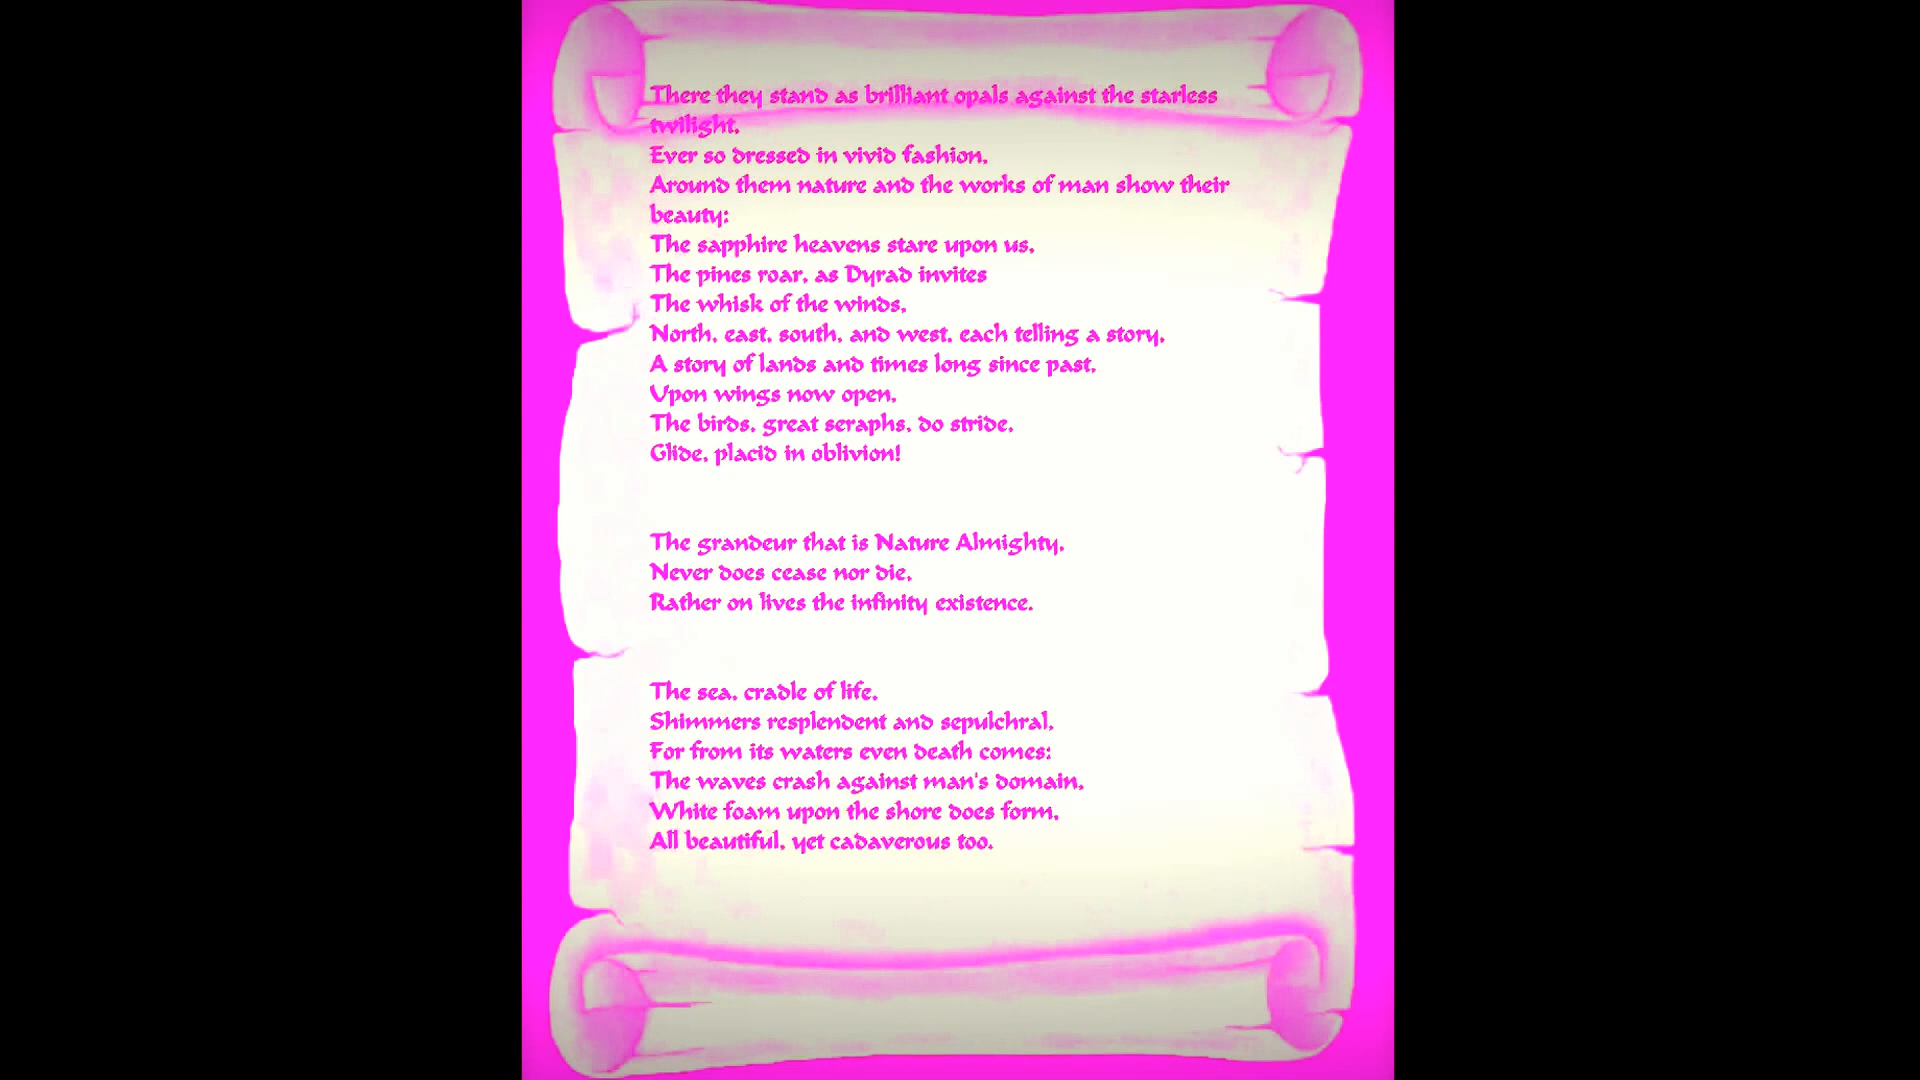 There they stand as brilliant opals against the starless
twilight,
Ever so dressed in vivid fashion,
Around them nature and the works of man show their
beauty:
The sapphire heavens stare upon us,
The pines roar, as Dyrad invites
The whisk of the winds,
North, east, south, and west, each telling a story,
A story of lands and times long since past,
Upon wings now open,
The birds, great seraphs, do stride,
Glide, placid in oblivion!
The grandeur that is Nature Almighty,
Never does cease nor die,
Rather on lives the infinity existence.
The sea, cradle of life,
Shimmers resplendent and sepulchral,
For from its waters even death comes:
The waves crash against man's domain,
White foam upon the shore does form,
All beautiful, yet cadaverous too.